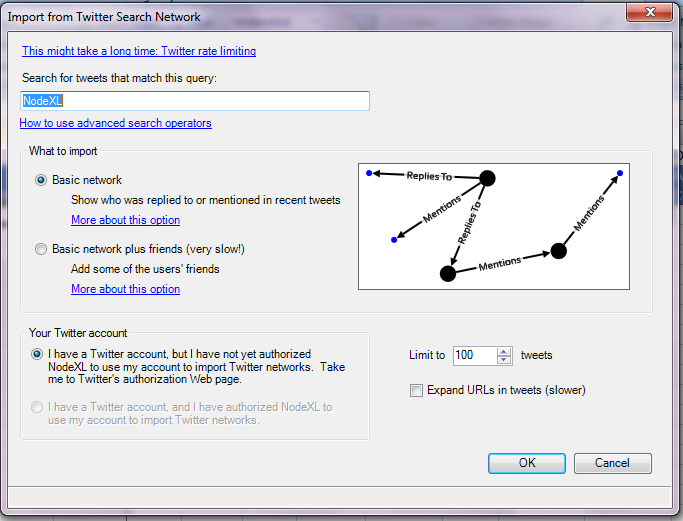 Import from Twitter Search Network
This might take a long time: Twitter rate limiting
Search for tweets that match this query:
NodeXL
How to use advanced search operators
What to import
Basic network
Show who was replied to or mentioned in recent tweets
More about this option
Basic network plus friends (very slow!)
Add some of the users' friends
More about this option
Replies To
Mentions
Replies To
Mentions
Mentions
Your Twitter account
I have a Twitter account, but I have not yet authorized
NodeXL to use my account to import Twitter networks. Take
me to Twitter's authorization Web page.
I have a Twitter account, and I have authorized NodeXL to
use my account to import Twitter networks.
Limit to 100 tweets
Expand URLs in tweets (slower)
OK Cancel